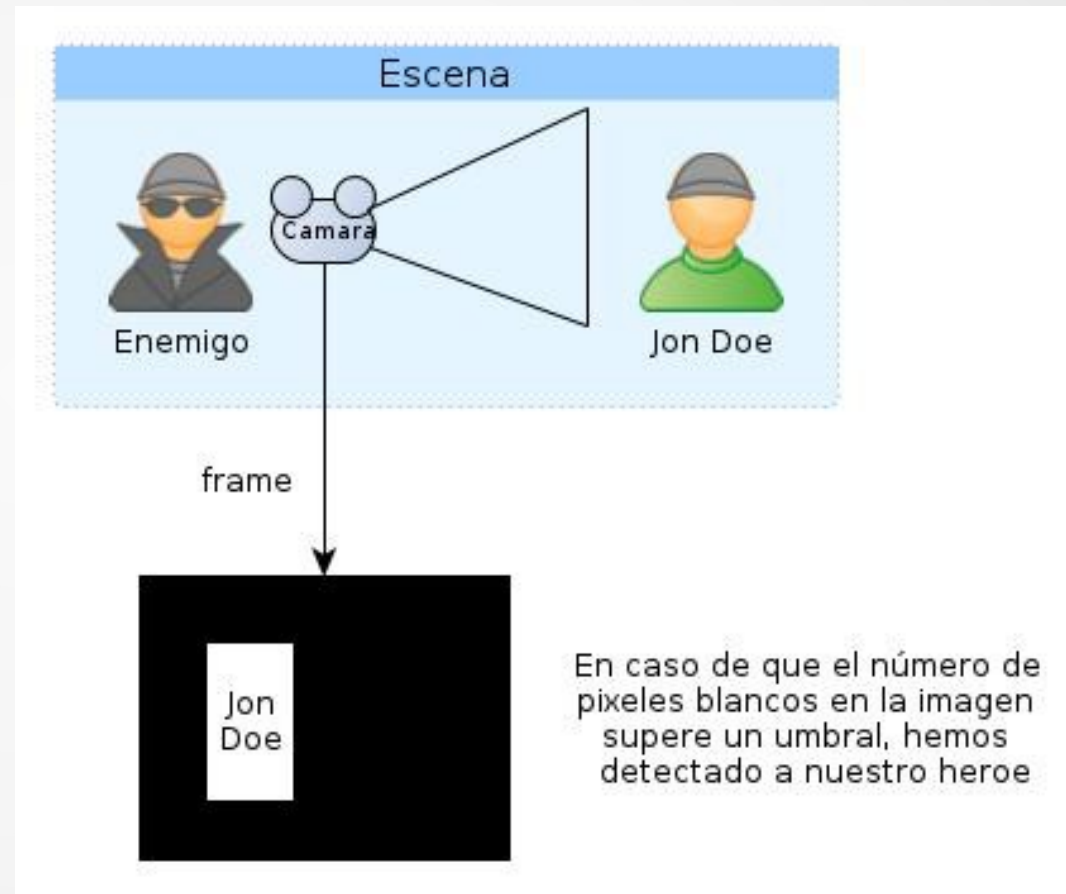 Escena
Camara
Enemigo
Jon Doe
frame
Jon
Doe
En caso de que el número de
pixeles blancos en la imagen
supere un umbral, hemos
detectado a nuestro heroe